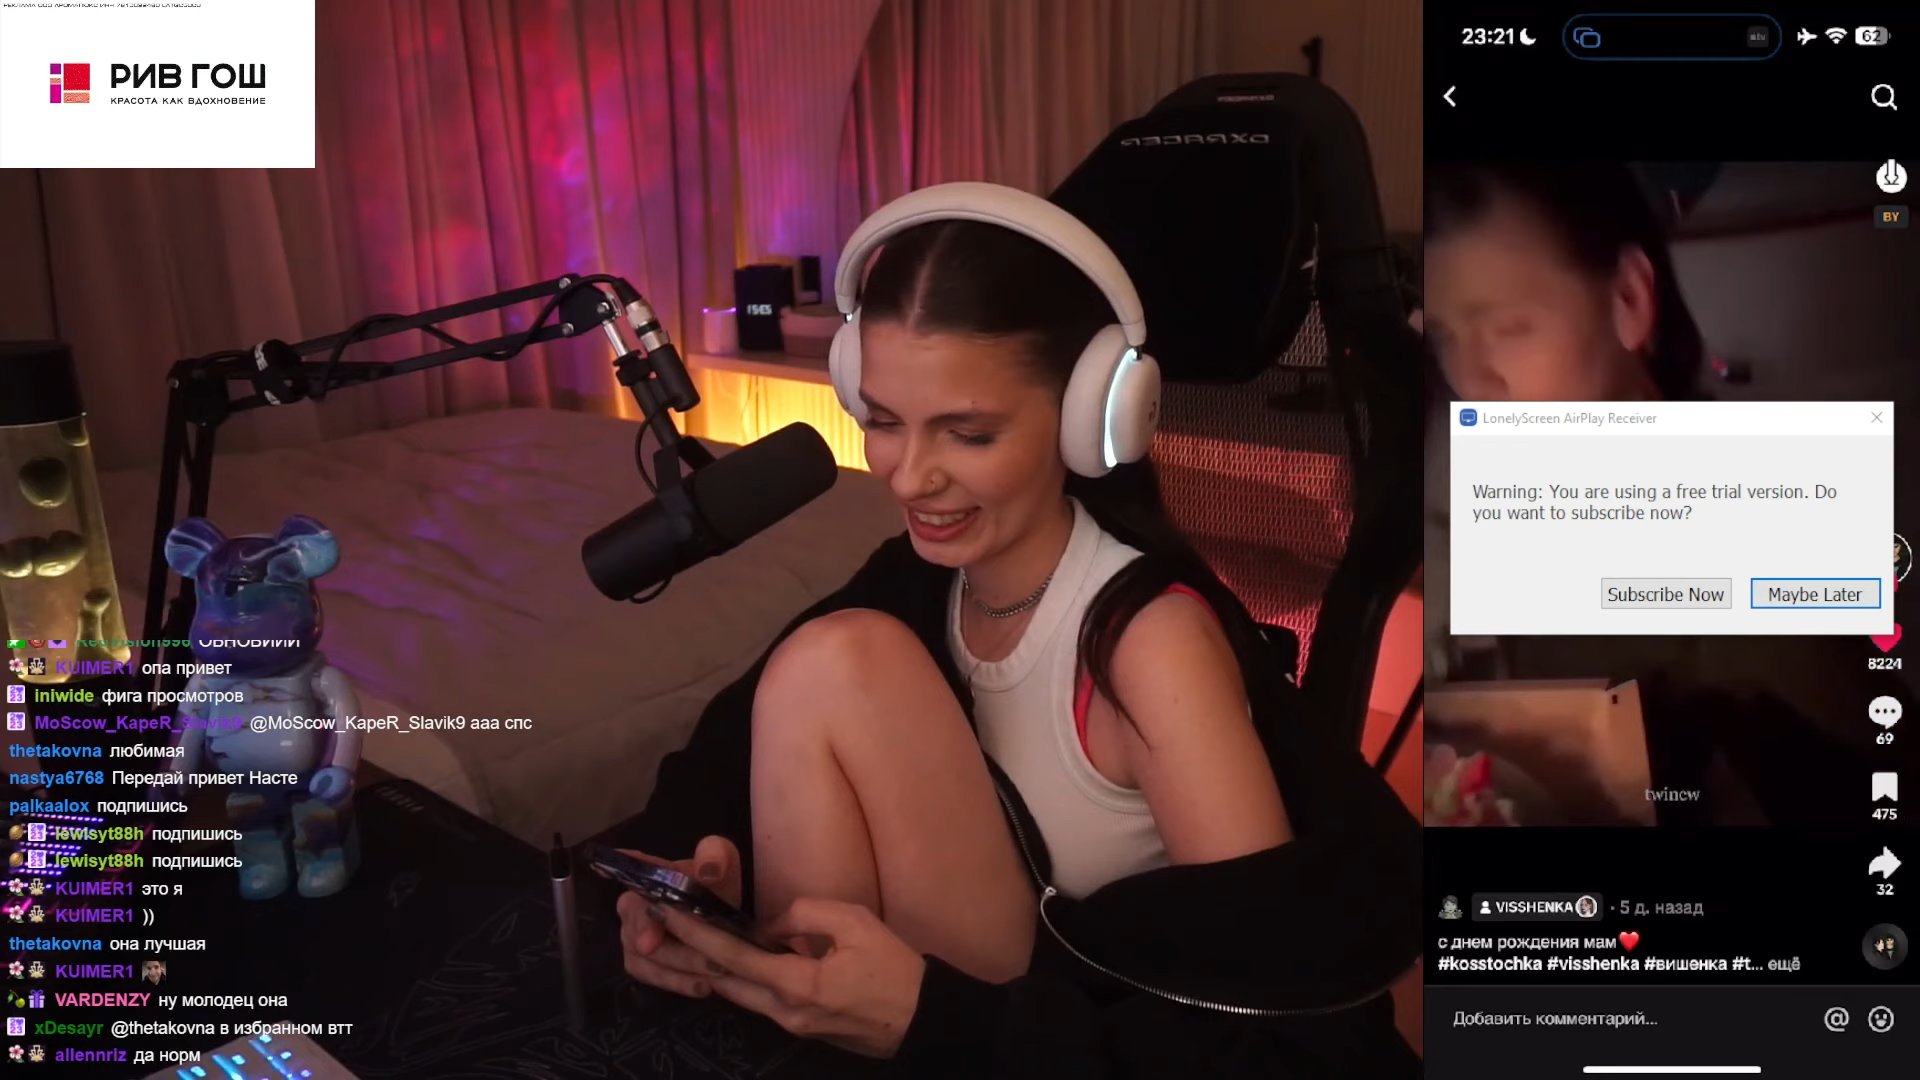 РИВ ГОШ
КРАСОТА КАК ВДОХНОВЕНИЕ
DXRACER
ОБНОВИИИ
KUIMER1 опа привет
iniwide фига просмотров
MoScow_KapeR_Slavik9 @MoScow_KapeR_Slavik9 ааа спс
thetakovna любимая
nastya6768 Передай привет Насте
palkaalox подпишись
lewisyt88h подпишись
lewisyt88h подпишись
KUIMER1 это я
KUIMER1 ))
thetakovna она лучшая
KUIMER1
VARDENZY ну молодец она
xDesayr @thetakovna в избранном втт
allennriz да норм
23:21
62
BY
LonelyScreen AirPlay Receiver
Warning: You are using a free trial version. Do
you want to subscribe now?
Subscribe Now
Maybe Later
8224
69
twincw
475
32
VISSHENKA · 5 д. назад
с днем рождения мам❤️
#kosstochka #visshenka #вишенка #t... ещё
Добавить комментарий...